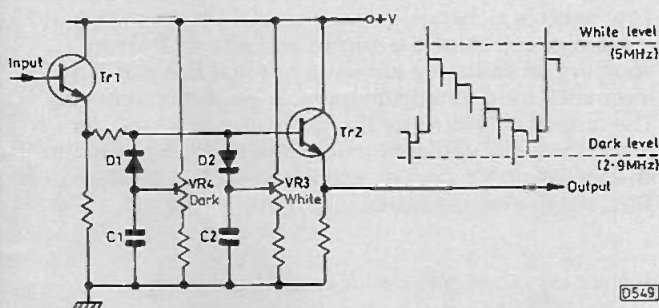 Input
Tr1
o+V
White level
(5MHz)
Tr2
D1
D2
VR4
Dark
VR3
White
Dark level
(2·9MHz)
Output
C1
C2
D549